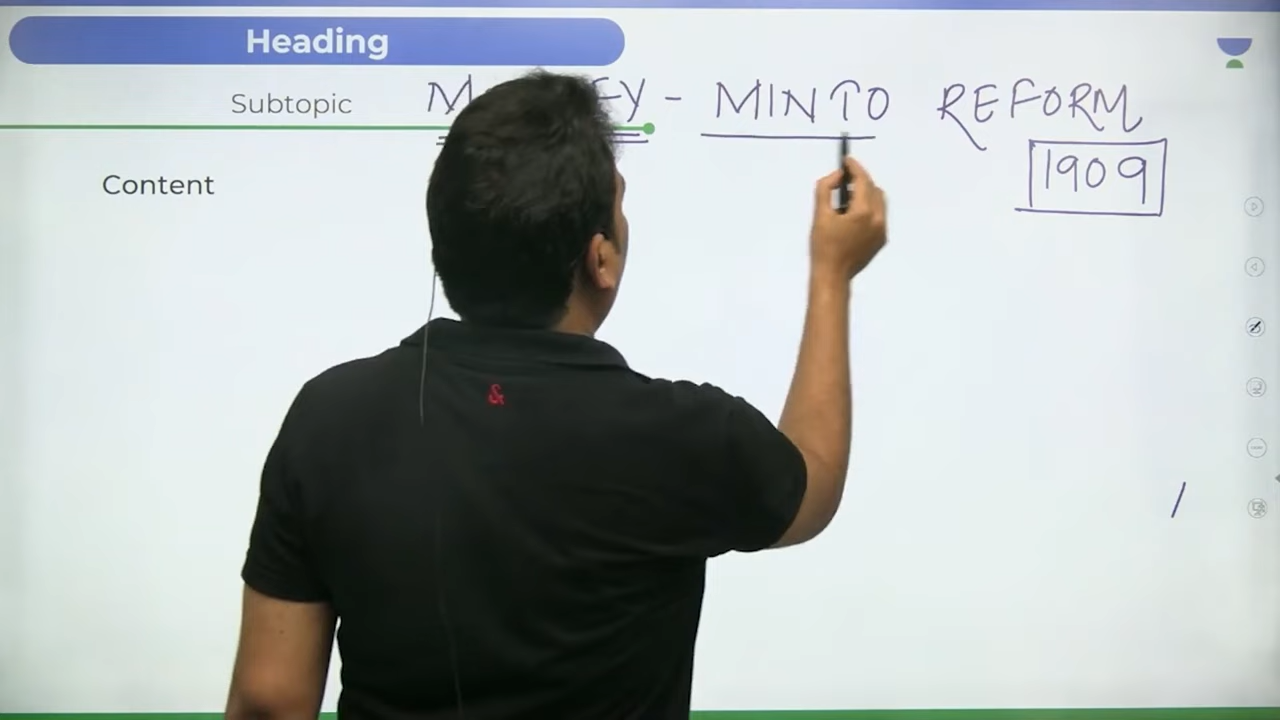 Heading
Subtopic - MINTO REFORM
1909
Content
&